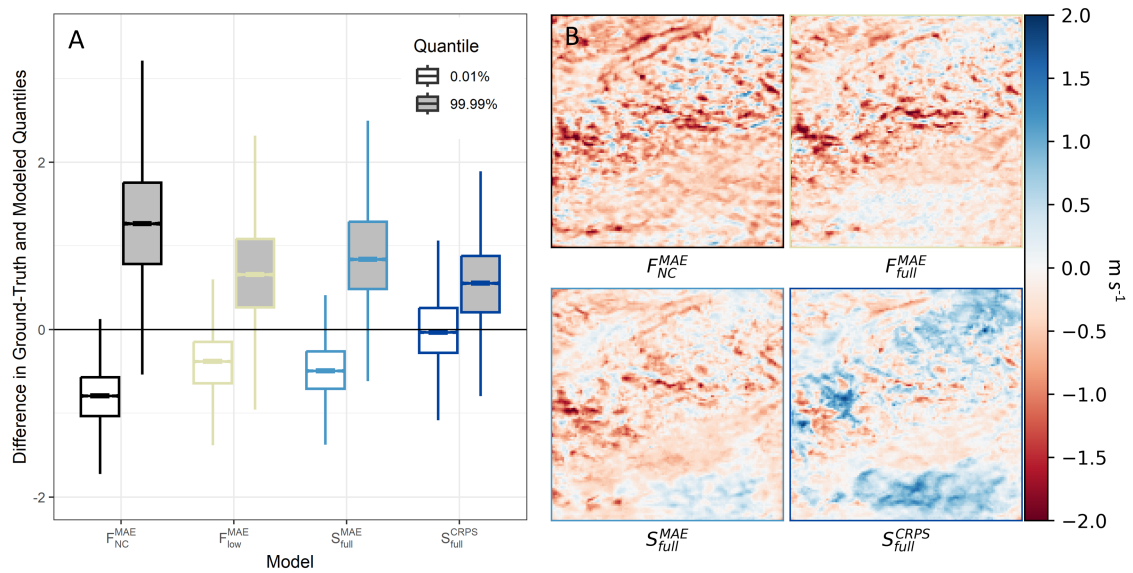 A
Quantile
0.01%
99.99%
Difference in Ground-Truth and Modeled Quantiles
2
0
-2
F^MAE_NC
F^MAE_low
S^MAE_full
S^CRPS_full
Model
B
F^MAE_NC
F^MAE_full
S^MAE_full
S^CRPS_full
2.0
1.5
1.0
0.5
0.0
−0.5
−1.0
−1.5
−2.0
m s⁻¹